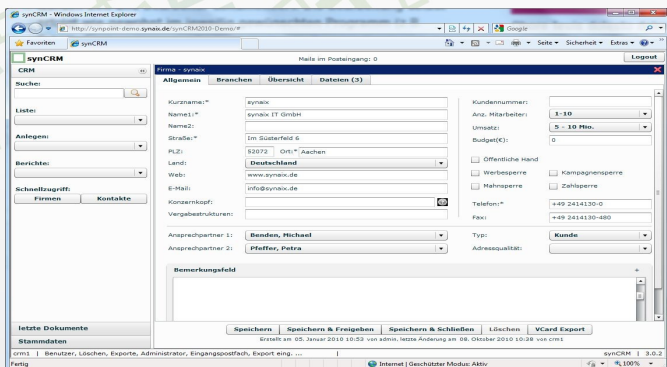 synCRM - Windows Internet Explorer
http://synpoint-demo.synaix.de/synCRM2010-Demo/#
Google
Favoriten synCRM
Seite Sicherheit Extras
synCRM Mails im Posteingang: 0 Logout
CRM
Suche:
Liste:
Anlegen:
Berichte:
Schnellzugriff:
Firmen Kontakte
letzte Dokumente
Stammdaten
Firma - synaix
Allgemein Branchen Übersicht Dateien (3)
Kurzname:* synaix
Name1:* synaix IT GmbH
Name2:
Straße:* Im Süsterfeld 6
PLZ: 52072 Ort:* Aachen
Land: Deutschland
Web: www.synaix.de
E-Mail: info@synaix.de
Konzernkopf:
Vergabestrukturen:
Ansprechpartner 1: Benden, Michael
Ansprechpartner 2: Pfeffer, Petra
Kundennummer:
Anz. Mitarbeiter: 1-10
Umsatz: 5 - 10 Mio.
Budget(€): 0
Öffentliche Hand
Werbesperre Kampagnensperre
Mahnsperre Zahlsperre
Telefon:* +49 2414130-0
Fax: +49 2414130-480
Typ: Kunde
Adressqualität:
Bemerkungsfeld
Speichern Speichern & Freigeben Speichern & Schließen Löschen VCard Export
Erstellt am 05. Januar 2010 10:53 von admin, letzte Änderung am 08. Oktober 2010 10:38 von crm1
crm1 | Benutzer, Löschen, Exporte, Administrator, Eingangspostfach, Export eing. ... | synCRM | 3.0.2
Fertig Internet | Geschützter Modus: Aktiv 100%